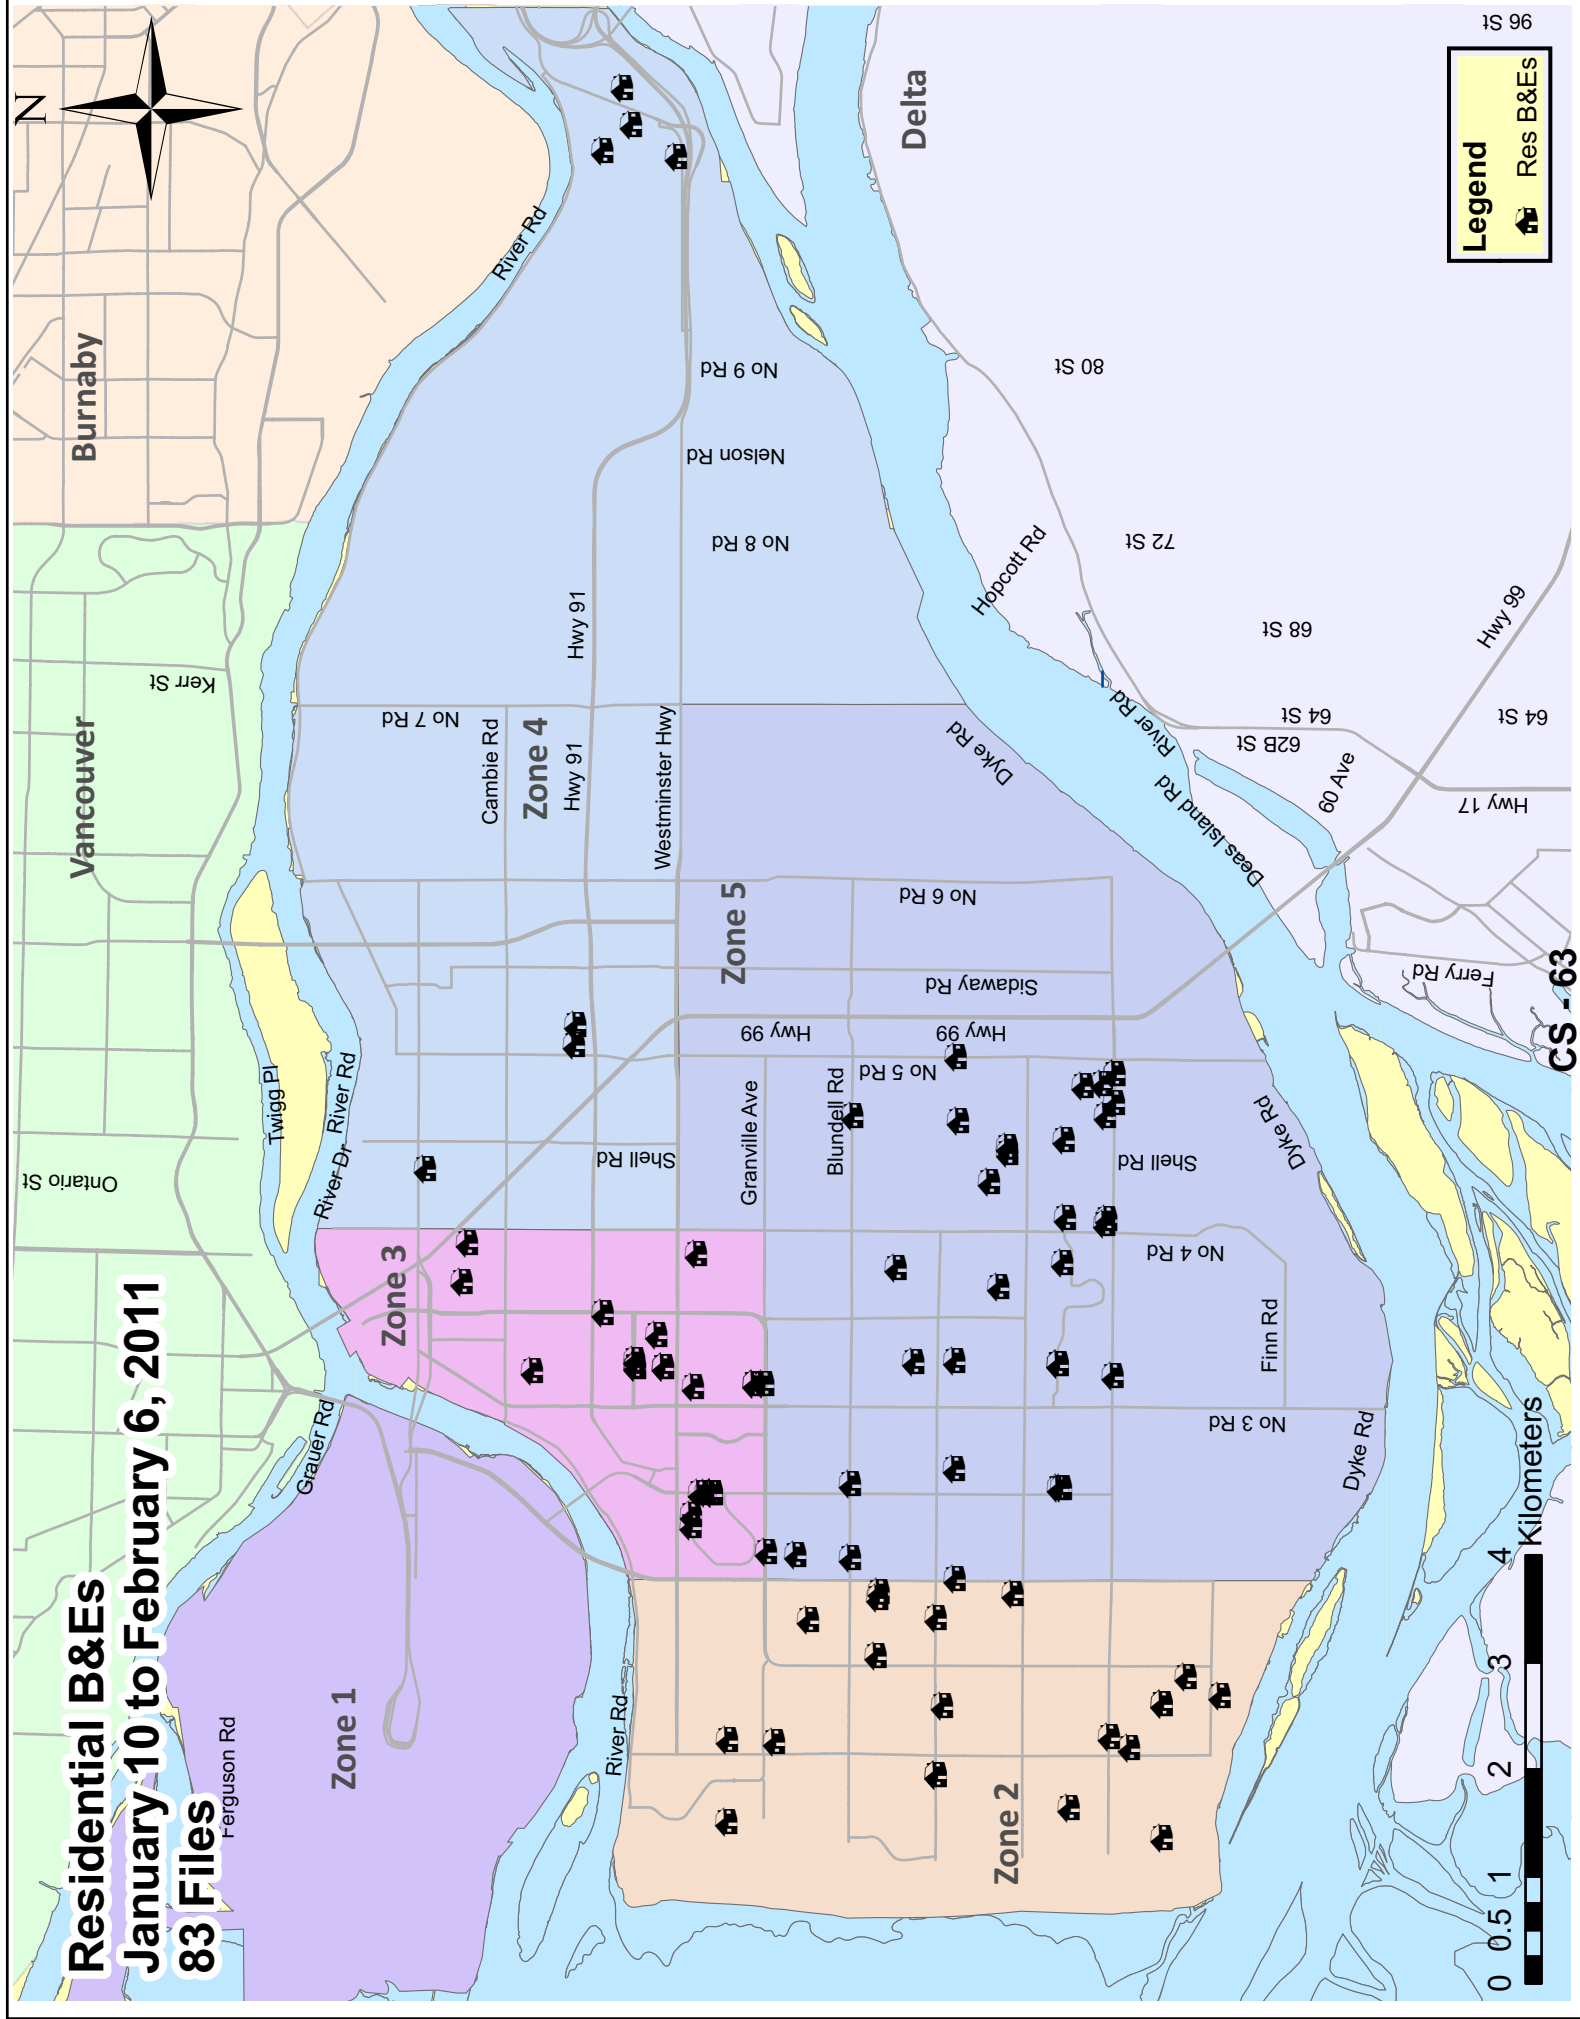 Residential B&Es
January 10 to February 6, 2011
83 Files
N
Vancouver
Burnaby
Ontario St
Kerr St
Twigg Pl
Grauer Rd
River Dr
River Rd
River Rd
Ferguson Rd
Zone 1
Zone 3
No 7 Rd
Cambie Rd
Zone 4
Hwy 91
Hwy 91
River Rd
Shell Rd
Westminster Hwy
No 8 Rd
Nelson Rd
No 9 Rd
Delta
Granville Ave
Hwy 99
Zone 5
Blundell Rd
No 5 Rd
Hwy 99
Sidaway Rd
No 6 Rd
Dyke Rd
Hopcott Rd
Zone 2
80 St
Shell Rd
River Rd
72 St
No 4 Rd
Deas Island Rd
No 3 Rd
Finn Rd
Dyke Rd
62B St
64 St
68 St
Dyke Rd
60 Ave
Ferry Rd
Hwy 17
64 St
Hwy 99
96 St
Legend
Res B&Es
0 0.5 1 2 3 4
Kilometers
CS - 63